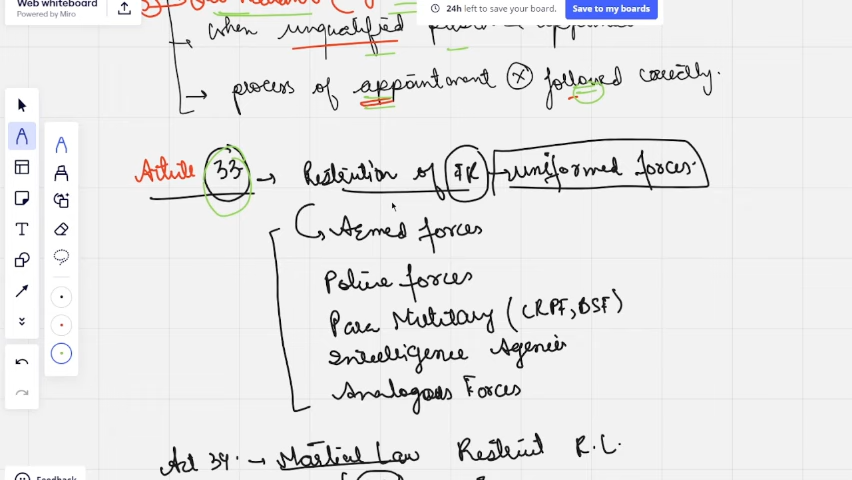 Web whiteboard
Powered by Miro
24h left to save your board.
Save to my boards
→ when unqualified
→ process of appointment (x) followed correctly.
Article 33 → Restriction of FR → uniformed forces.
→ Armed forces
Police forces
Para Military (CRPF, BSF)
Intelligence Agencies
Analogous Forces
Act 34. → Martial Law Restrict R.L.
Feedback